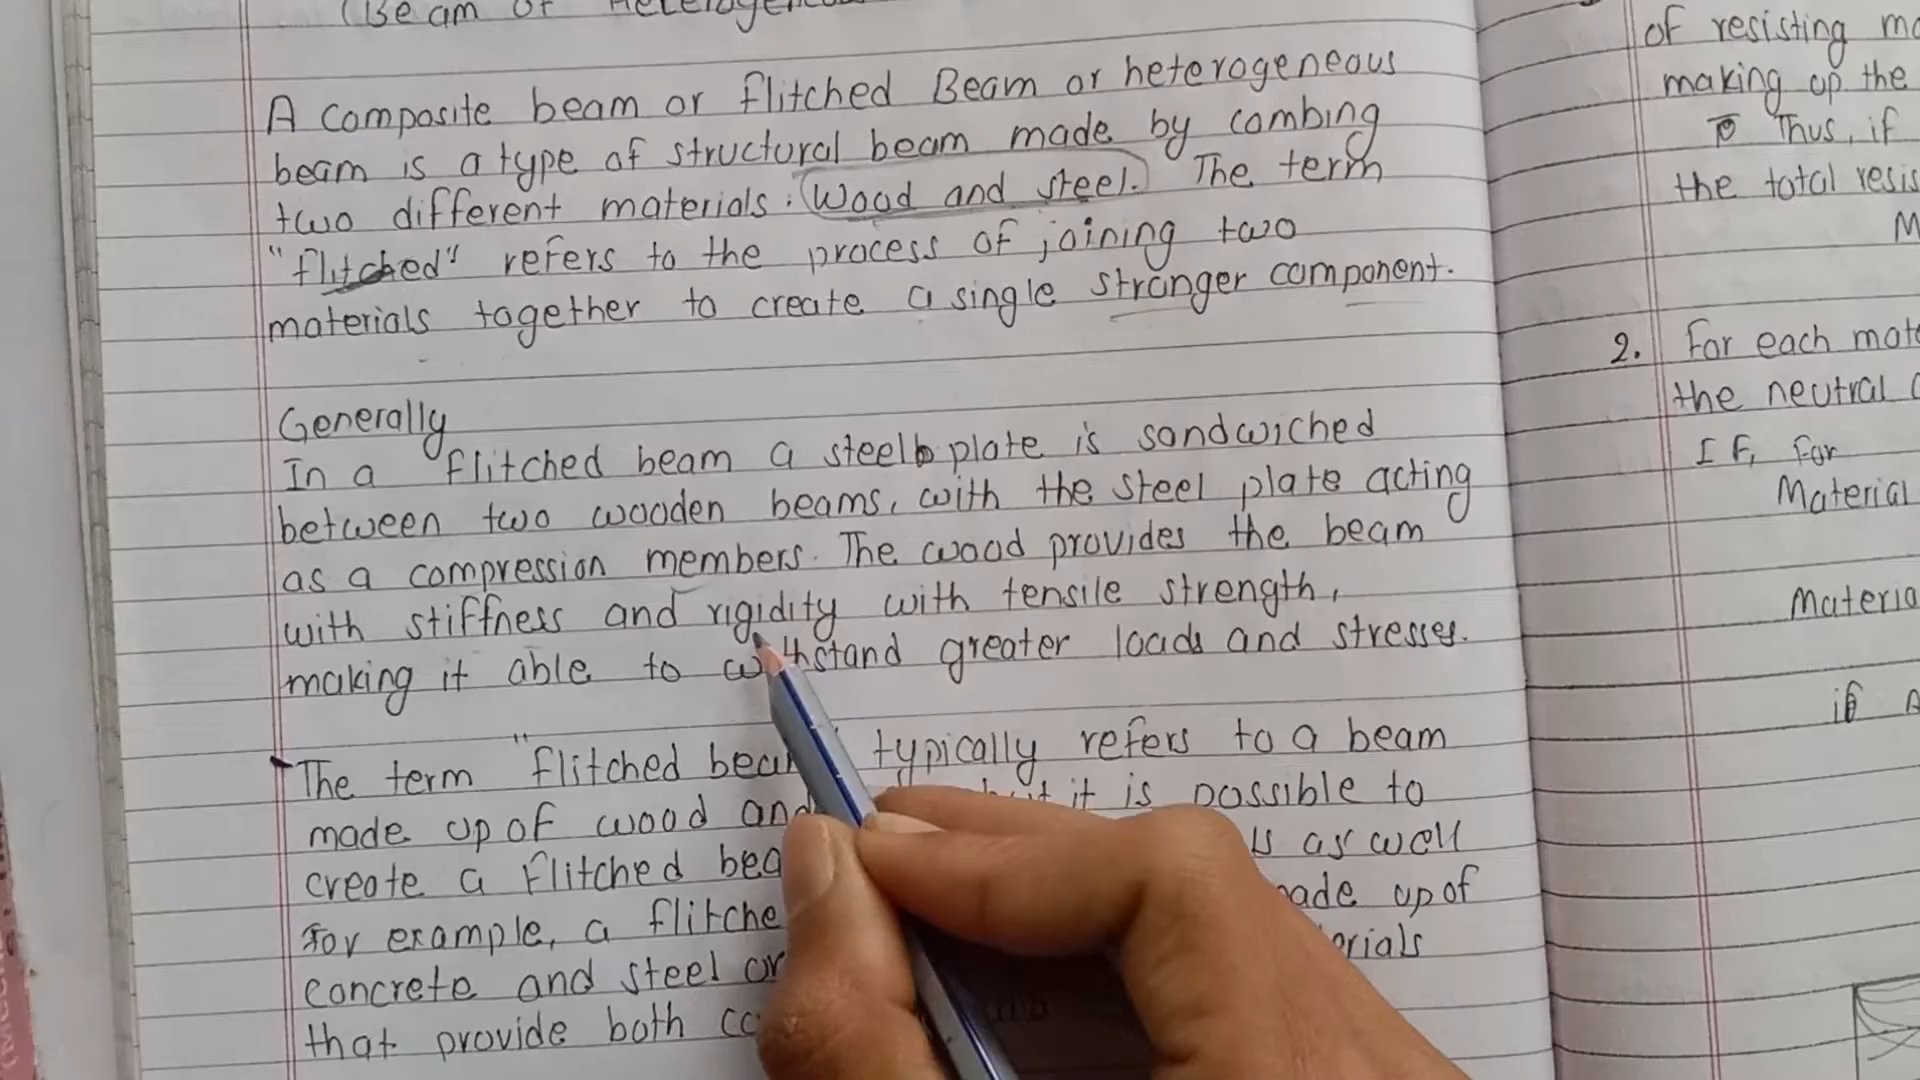 (Beam of Heterogeneous
A composite beam or flitched Beam or heterogeneous
beam is a type of structural beam made by combing
two different materials. Wood and steel. The term
"flitched" refers to the process of joining two
materials together to create a single stronger component.
Generally
In a flitched beam a steel plate is sandwiched
between two wooden beams, with the steel plate acting
as a compression members. The wood provides the beam
with stiffness and rigidity with tensile strength,
making it able to withstand greater loads and stresses.
The term "flitched beam typically refers to a beam
made up of wood and but it is possible to
create a flitched as well
For example, a made up of
concrete and steel or
that provide both
of resisting
making up the
Thus, if
the total
M
2. For each
the neutral
If, For
Material
if